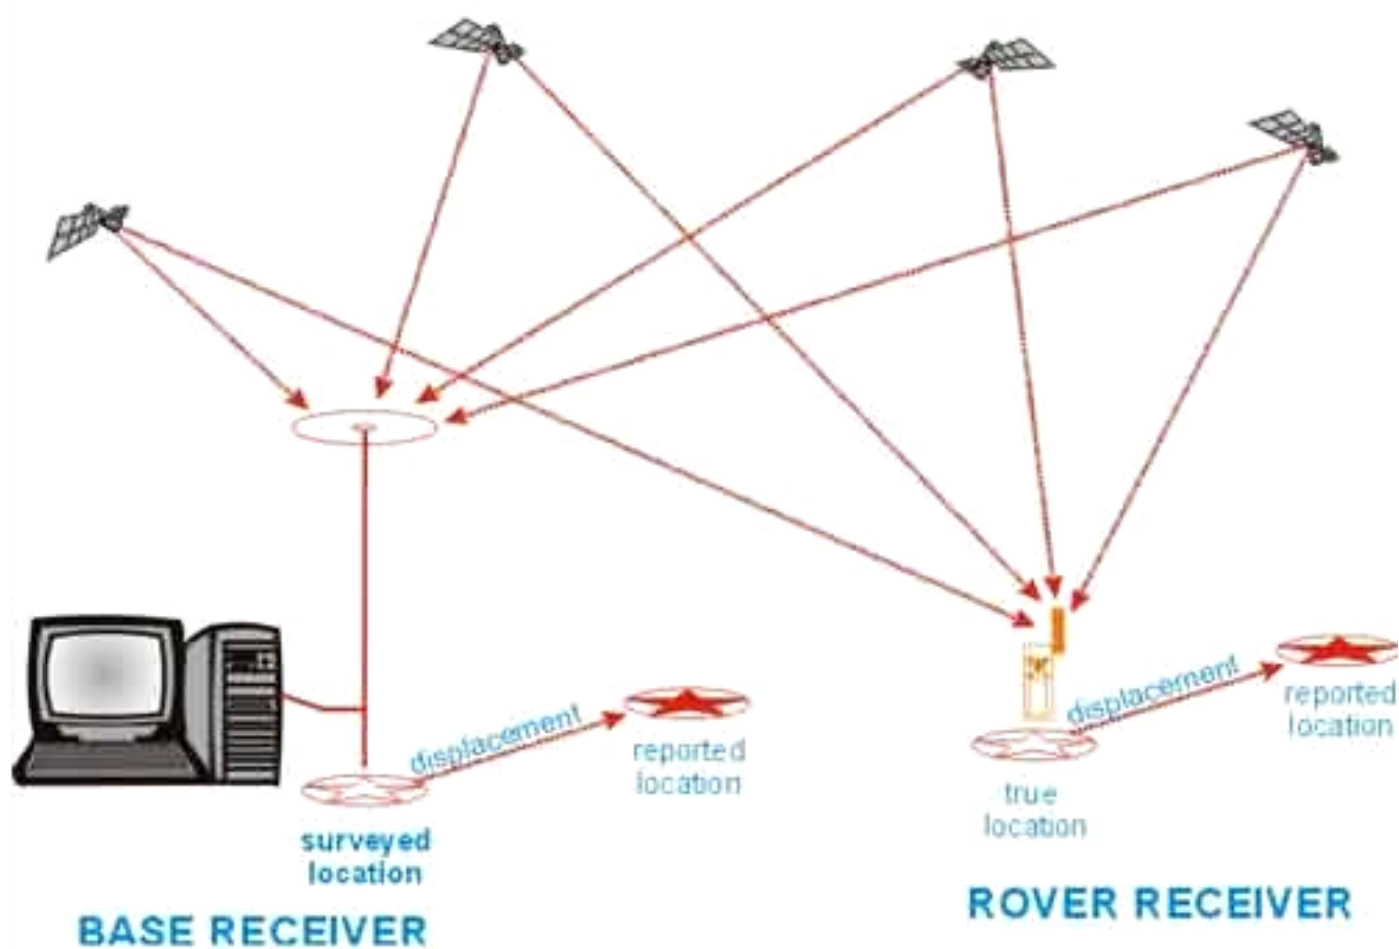 displacement
reported
location
surveyed
location
BASE RECEIVER
displacement
reported
location
true
location
ROVER RECEIVER